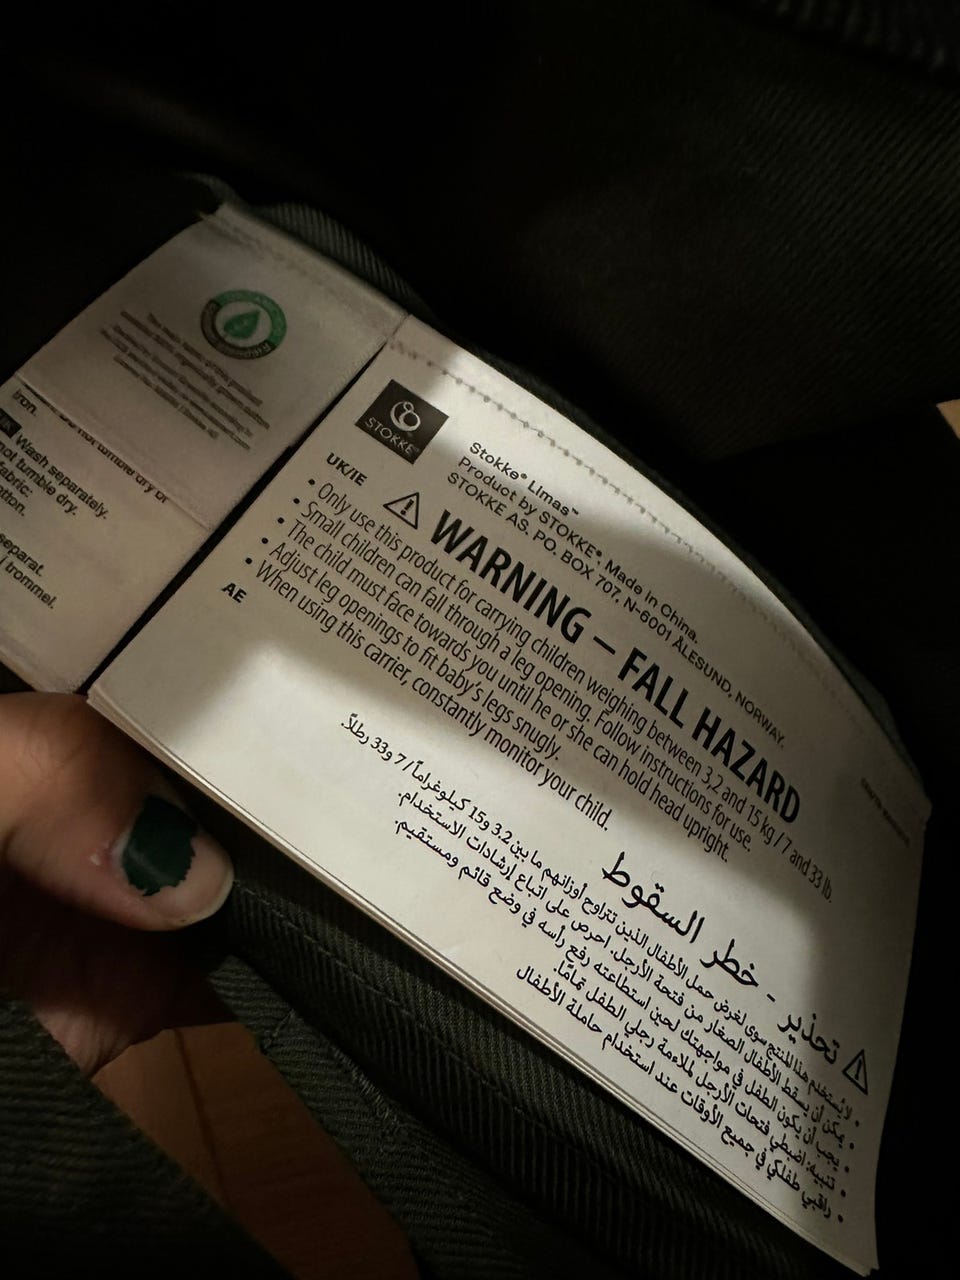 iron.
Wash separately.
not tumble dry.
fabric:
cotton.
separat.
trommel.
STOKKE
Stokke® Limas™
Product by STOKKE®. Made in China.
STOKKE AS. PO. BOX 707, N-6001 ÅLESUND, NORWAY.
UK/IE
WARNING – FALL HAZARD
• Only use this product for carrying children weighing between 3,2 and 15 kg / 7 and 33 lb.
• Small children can fall through a leg opening. Follow instructions for use.
• The child must face towards you until he or she can hold head upright.
• Adjust leg openings to fit baby's legs snugly.
• When using this carrier, constantly monitor your child.
AE
تحذير - خطر السقوط
• لا يُستخدم هذا المنتج سوى لغرض حمل الأطفال الذين تتراوح أوزانهم ما بين 3.2 و15 كيلوغراماً / 7 و33 رطلاً.
• يمكن أن يسقط الأطفال الصغار من فتحة الأرجل. احرص على اتباع إرشادات الاستخدام.
• يجب أن يكون الطفل في مواجهتك لحين استطاعته رفع رأسه في وضع قائم ومستقيم.
• تنبيه: اضبطي فتحات الأرجل لملاءمة رجلي الطفل تمامًا.
• راقبي طفلكِ في جميع الأوقات عند استخدام حاملة الأطفال